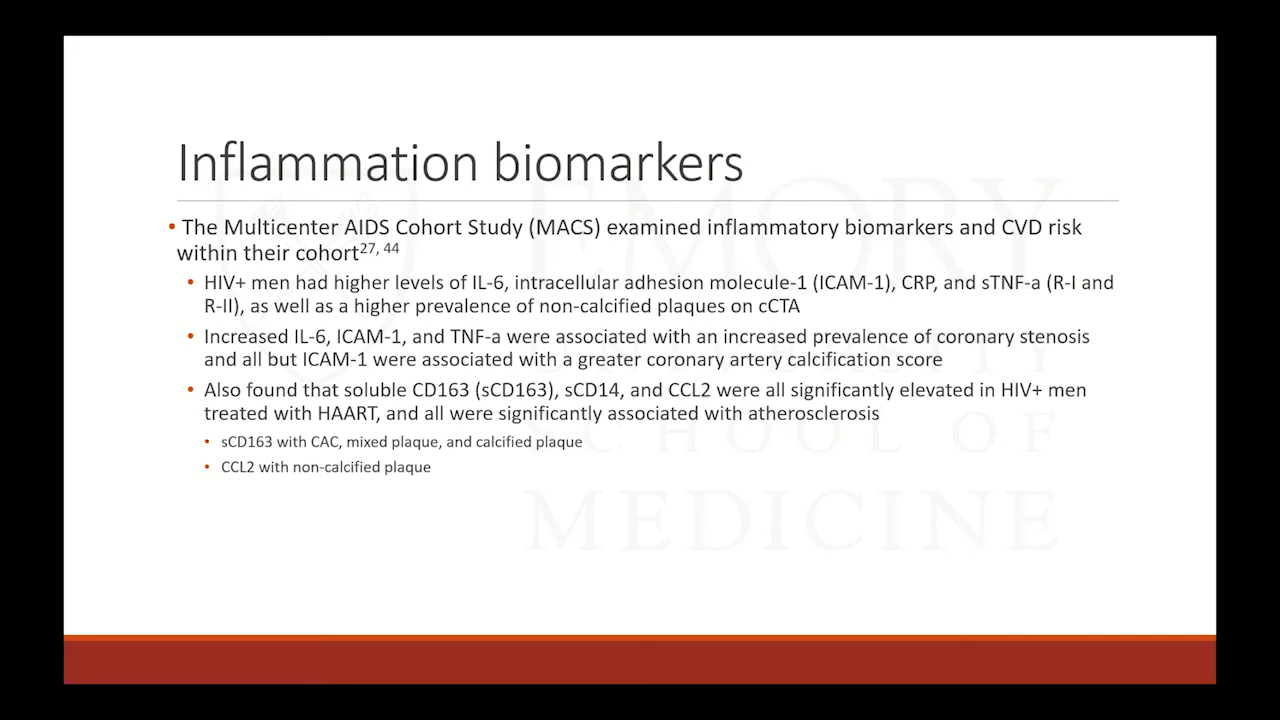 Inflammation biomarkers
• The Multicenter AIDS Cohort Study (MACS) examined inflammatory biomarkers and CVD risk
within their cohort27, 44
• HIV+ men had higher levels of IL-6, intracellular adhesion molecule-1 (ICAM-1), CRP, and sTNF-a (R-I and
R-II), as well as a higher prevalence of non-calcified plaques on cCTA
• Increased IL-6, ICAM-1, and TNF-a were associated with an increased prevalence of coronary stenosis
and all but ICAM-1 were associated with a greater coronary artery calcification score
• Also found that soluble CD163 (sCD163), sCD14, and CCL2 were all significantly elevated in HIV+ men
treated with HAART, and all were significantly associated with atherosclerosis
• sCD163 with CAC, mixed plaque, and calcified plaque
• CCL2 with non-calcified plaque
EMORY
UNIVERSITY
SCHOOL OF
MEDICINE